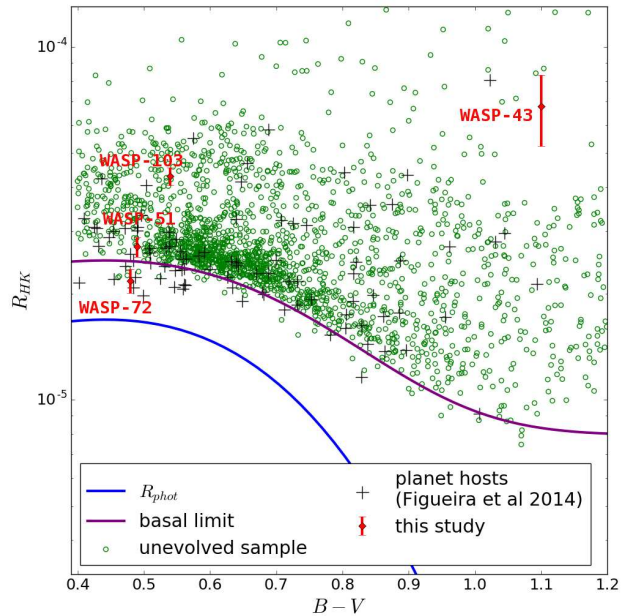 10^-4
WASP-43
WASP-103
WASP-51
R_HK
WASP-72
10^-5
R_phot
basal limit
unevolved sample
planet hosts
(Figueira et al 2014)
this study
0.4 0.5 0.6 0.7 0.8 0.9 1.0 1.1 1.2
B − V